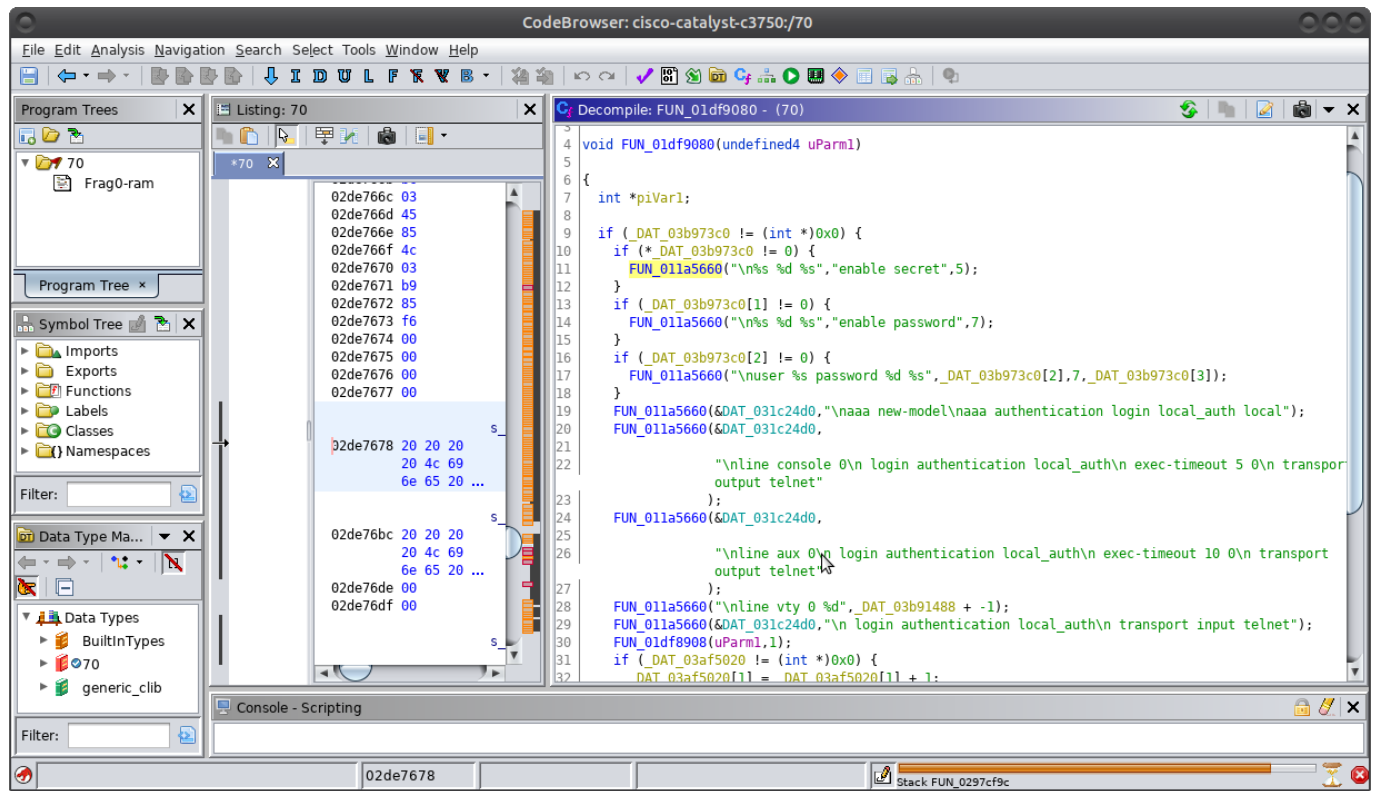 CodeBrowser: cisco-catalyst-c3750:/70
File Edit Analysis Navigation Search Select Tools Window Help
I D U L F R V B
Program Trees
70
Frag0-ram
Program Tree ×
Symbol Tree
Imports
Exports
Functions
Labels
Classes
Namespaces
Filter:
Data Type Ma...
Data Types
BuiltInTypes
70
generic_clib
Filter:
Listing: 70
*70
02de766c 03
02de766d 45
02de766e 85
02de766f 4c
02de7670 03
02de7671 b9
02de7672 85
02de7673 f6
02de7674 00
02de7675 00
02de7676 00
02de7677 00
s_
02de7678 20 20 20
20 4c 69
6e 65 20 ...
s_
02de76bc 20 20 20
20 4c 69
6e 65 20 ...
02de76de 00
02de76df 00
s_
Decompile: FUN_01df9080 - (70)
3
4 void FUN_01df9080(undefined4 uParm1)
5
6 {
7 int *piVar1;
8
9 if (_DAT_03b973c0 != (int *)0x0) {
10 if (*_DAT_03b973c0 != 0) {
11 FUN_011a5660("\n%s %d %s","enable secret",5);
12 }
13 if (_DAT_03b973c0[1] != 0) {
14 FUN_011a5660("\n%s %d %s","enable password",7);
15 }
16 if (_DAT_03b973c0[2] != 0) {
17 FUN_011a5660("\nuser %s password %d %s",_DAT_03b973c0[2],7,_DAT_03b973c0[3]);
18 }
19 FUN_011a5660(&DAT_031c24d0,"\naaa new-model\naaa authentication login local_auth local");
20 FUN_011a5660(&DAT_031c24d0,
21
22 "\nline console 0\n login authentication local_auth\n exec-timeout 5 0\n transpor
output telnet"
23 );
24 FUN_011a5660(&DAT_031c24d0,
25
26 "\nline aux 0\n login authentication local_auth\n exec-timeout 10 0\n transport
output telnet"
27 );
28 FUN_011a5660("\nline vty 0 %d",_DAT_03b91488 + -1);
29 FUN_011a5660(&DAT_031c24d0,"\n login authentication local_auth\n transport input telnet");
30 FUN_01df8908(uParm1,1);
31 if (_DAT_03af5020 != (int *)0x0) {
32 _DAT_03af5020[1] = _DAT_03af5020[1] + 1;
Console - Scripting
02de7678
Stack FUN_0297cf9c